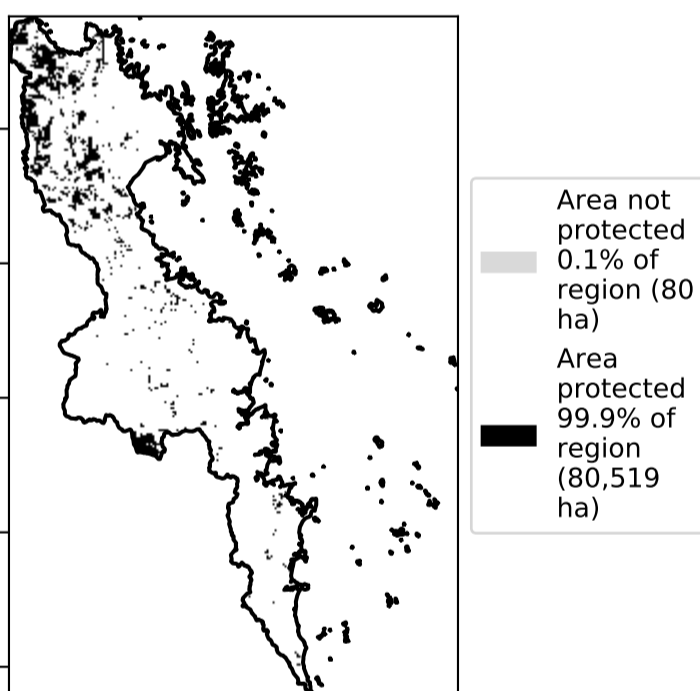 Area not
protected
0.1% of
region (80
ha)
Area
protected
99.9% of
region
(80,519
ha)